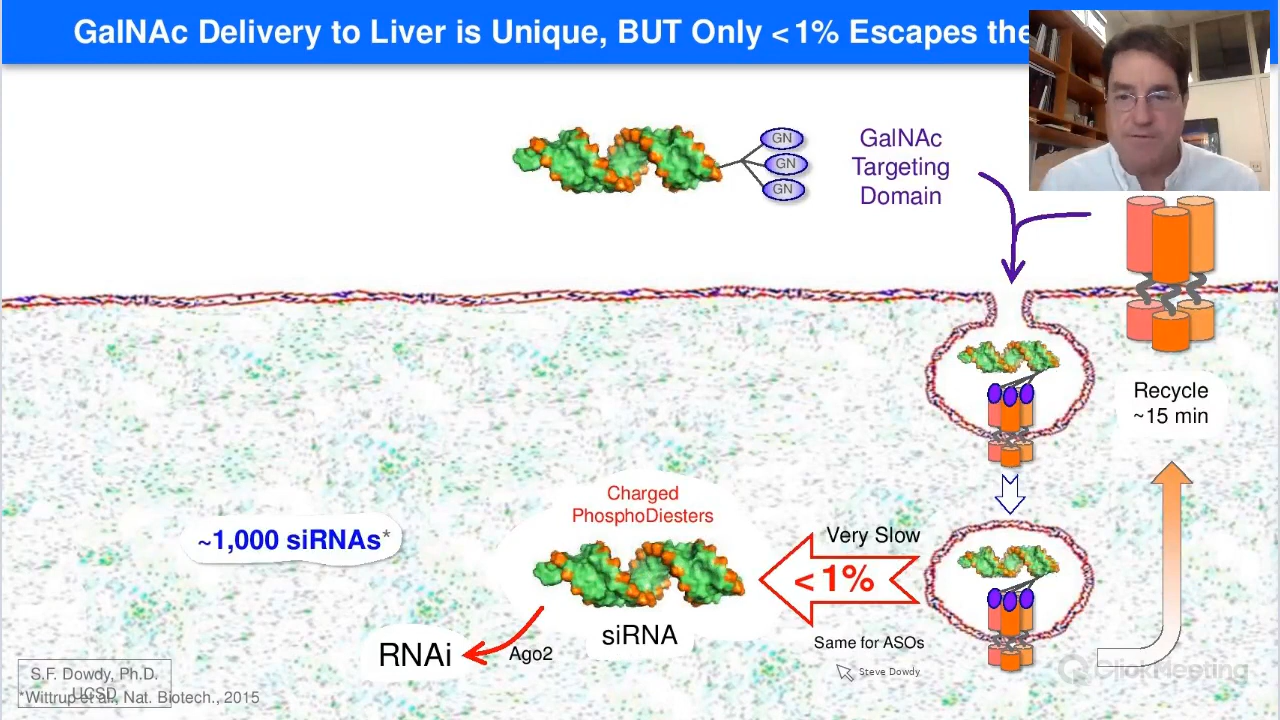 GalNAc Delivery to Liver is Unique, BUT Only <1% Escapes the
GN
GN
GN
GalNAc
Targeting
Domain
Recycle
~15 min
Charged
PhosphoDiesters
~1,000 siRNAs*
Very Slow
< 1%
siRNA
Same for ASOs
RNAi
Ago2
Steve Dowdy
S.F. Dowdy, Ph.D.
UCSD
*Wittrup et al., Nat. Biotech., 2015
ClickMeeting